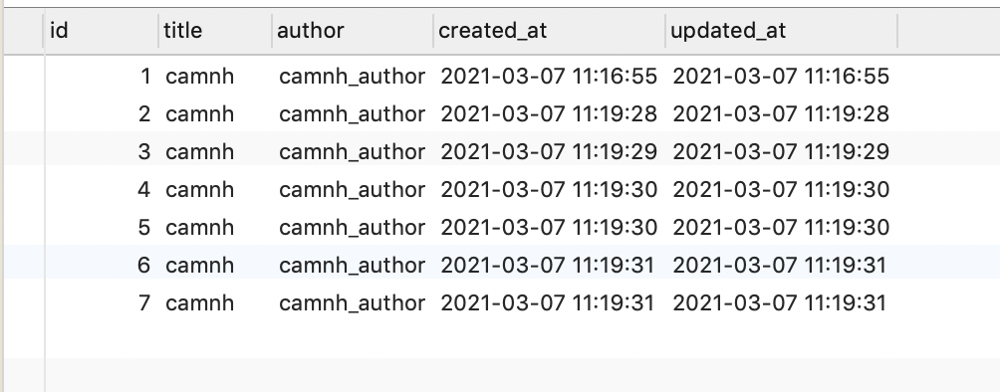 id title author created_at updated_at
1 camnh camnh_author 2021-03-07 11:16:55 2021-03-07 11:16:55
2 camnh camnh_author 2021-03-07 11:19:28 2021-03-07 11:19:28
3 camnh camnh_author 2021-03-07 11:19:29 2021-03-07 11:19:29
4 camnh camnh_author 2021-03-07 11:19:30 2021-03-07 11:19:30
5 camnh camnh_author 2021-03-07 11:19:30 2021-03-07 11:19:30
6 camnh camnh_author 2021-03-07 11:19:31 2021-03-07 11:19:31
7 camnh camnh_author 2021-03-07 11:19:31 2021-03-07 11:19:31